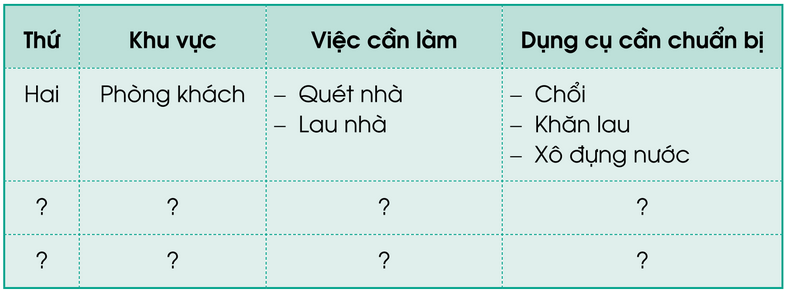 Thứ Khu vực Việc cần làm Dụng cụ cần chuẩn bị
Hai Phòng khách – Quét nhà – Chổi
– Lau nhà – Khăn lau
– Xô đựng nước
? ? ? ?
? ? ? ?